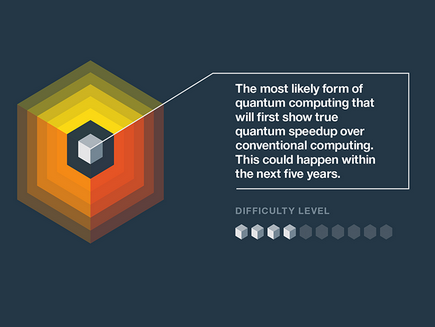 The most likely form of
quantum computing that
will first show true
quantum speedup over
conventional computing.
This could happen within
the next five years.
DIFFICULTY LEVEL